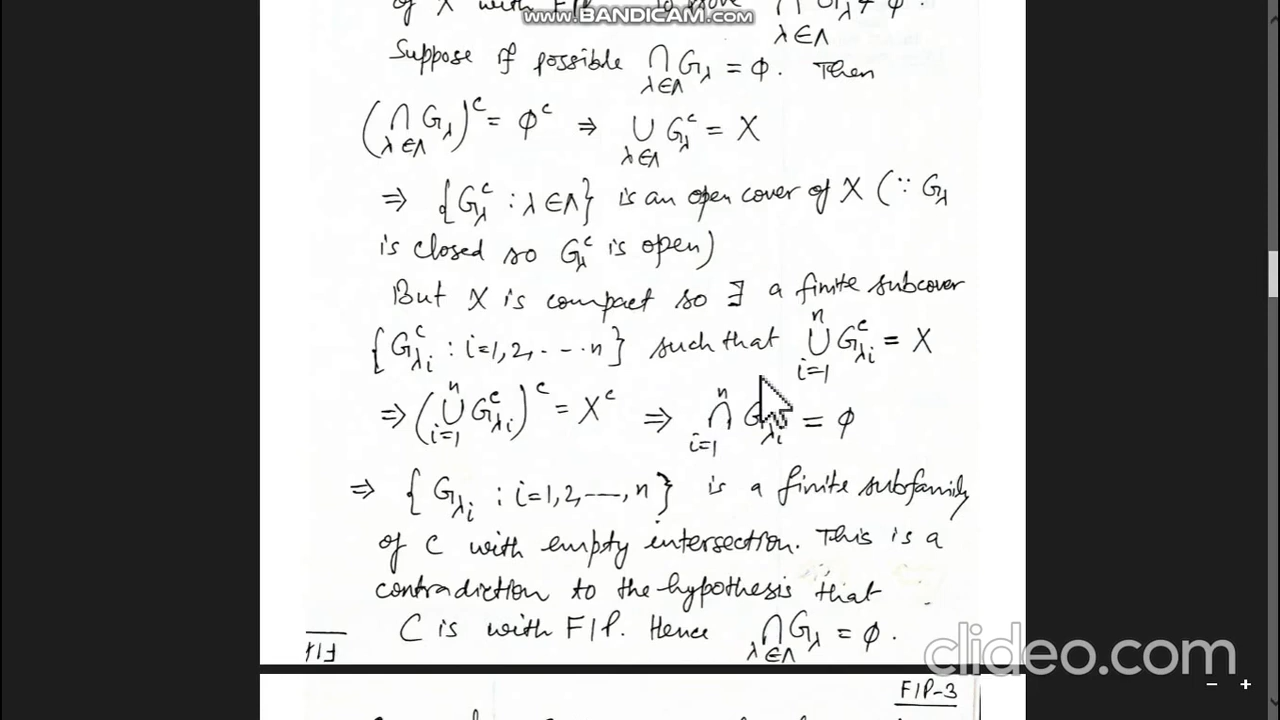 of X with FIP
WWW.BANDICAM.COM
λ∈Λ
Suppose if possible ⋂_{λ∈Λ} G_λ = ϕ. Then
(⋂_{λ∈Λ} G_λ)^c = ϕ^c ⇒ ∪_{λ∈Λ} G_λ^c = X
⇒ {G_λ^c : λ∈Λ} is an open cover of X (∵ G_λ
is closed so G_λ^c is open)
But X is compact so ∃ a finite subcover
{G_{λi}^c : i=1,2,-..n} such that ∪_{i=1}^n G_{λi}^c = X
⇒ (∪_{i=1}^n G_{λi}^c)^c = X^c ⇒ ⋂_{i=1}^n G_{λi} = ϕ
⇒ {G_{λi} : i=1,2,-—,n} is a finite subfamily
of C with empty intersection. This is a
contradiction to the hypothesis that
C is with FIP. Hence ⋂_{λ∈Λ} G_λ = ϕ.
clideo.com
FIP-3